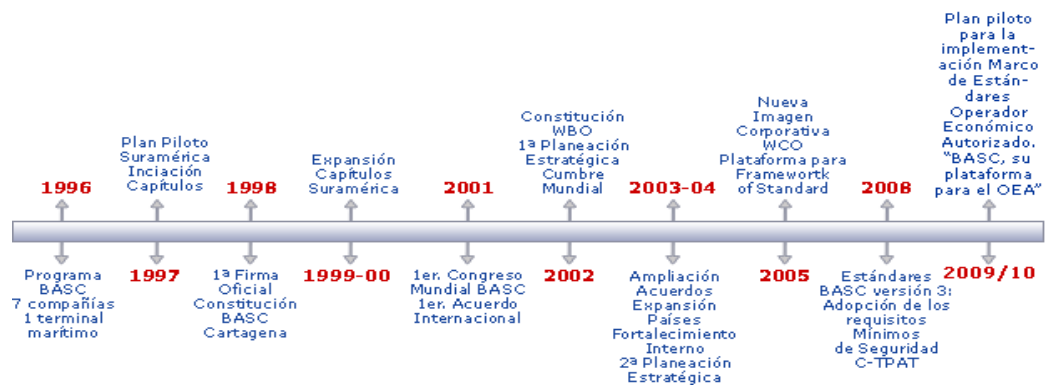 1996
Programa
BASC
7 compañías
1 terminal
marítimo
Plan Piloto
Suramérica
Inciación
Capítulos
1997
1998
1ª Firma
Oficial
Constitución
BASC
Cartagena
Expansión
Capítulos
Suramérica
1999-00
2001
1er. Congreso
Mundial BASC
1er. Acuerdo
Internacional
Constitución
WBO
1ª Planeación
Estratégica
Cumbre
Mundial
2002
2003-04
Ampliación
Acuerdos
Expansión
Países
Fortalecimiento
Interno
2ª Planeación
Estratégica
Nueva
Imagen
Corporativa
WCO
Plataforma para
Framewortk
of Standard
2005
2008
Estándares
BASC versión 3:
Adopción de los
requisitos
Mínimos
de Seguridad
C-TPAT
Plan piloto
para la
implement-
ación Marco
de Están-
dares
Operador
Económico
Autorizado.
“BASC, su
plataforma
para el OEA”
2009/10